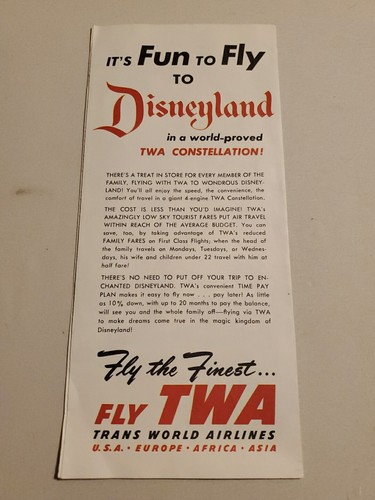 IT'S Fun TO Fly
TO
Disneyland
in a world-proved
TWA CONSTELLATION!
THERE'S A TREAT IN STORE FOR EVERY MEMBER OF THE
FAMILY, FLYING WITH TWA TO WONDROUS DISNEY-
LAND! You'll all enjoy the speed, the convenience, the
comfort of travel in a giant 4-engine TWA Constellation.
THE COST IS LESS THAN YOU'D IMAGINE! TWA's
AMAZINGLY LOW SKY TOURIST FARES PUT AIR TRAVEL
WITHIN REACH OF THE AVERAGE BUDGET. You can
save, too, by taking advantage of TWA's reduced
FAMILY FARES on First Class Flights; when the head of
the family travels on Mondays, Tuesdays, or Wednes-
days, his wife and children under 22 travel with him at
half fare!
THERE'S NO NEED TO PUT OFF YOUR TRIP TO EN-
CHANTED DISNEYLAND. TWA's convenient TIME PAY
PLAN makes it easy to fly now . . . pay later! As little
as 10% down, with up to 20 months to pay the balance,
will see you and the whole family off—flying via TWA
to make dreams come true in the magic kingdom of
Disneyland!
Fly the Finest...
FLY TWA
TRANS WORLD AIRLINES
U.S.A. · EUROPE · AFRICA · ASIA